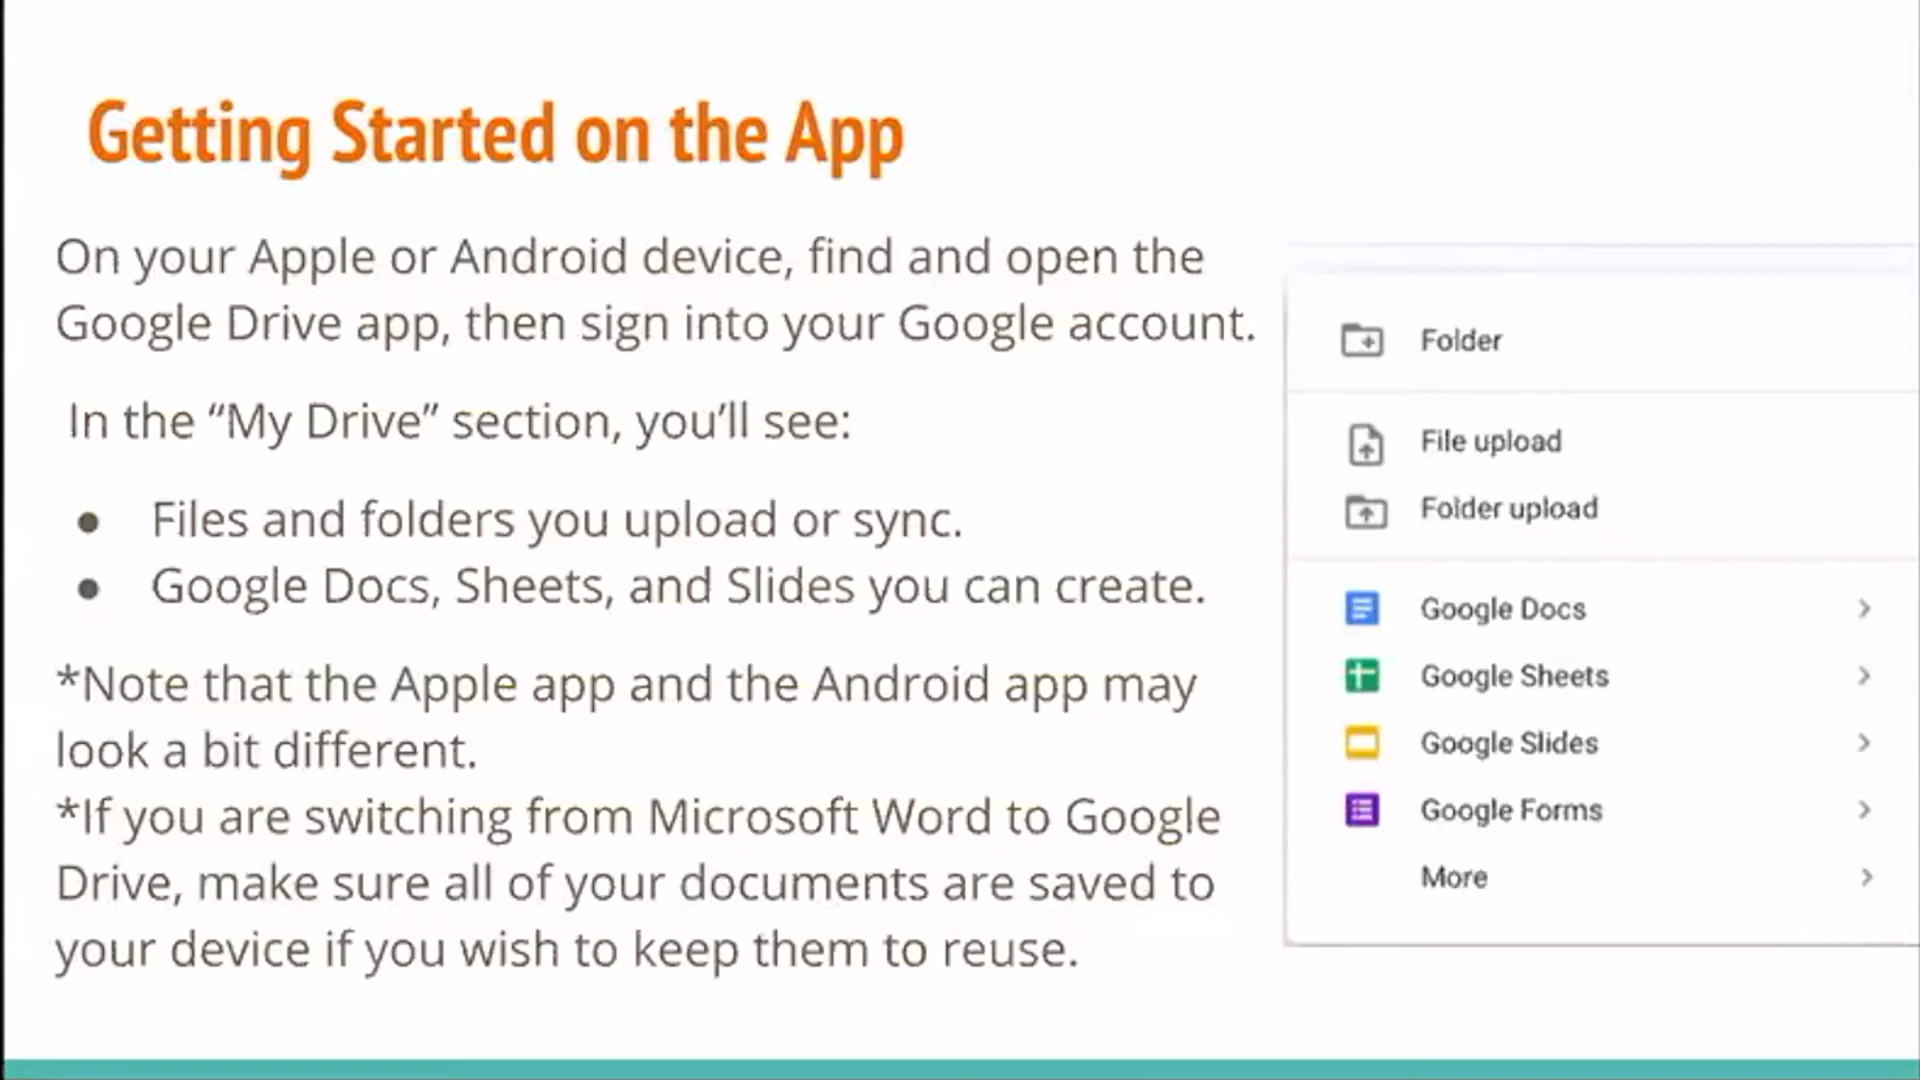 Getting Started on the App
On your Apple or Android device, find and open the
Google Drive app, then sign into your Google account.
In the “My Drive” section, you’ll see:
● Files and folders you upload or sync.
● Google Docs, Sheets, and Slides you can create.
*Note that the Apple app and the Android app may
look a bit different.
*If you are switching from Microsoft Word to Google
Drive, make sure all of your documents are saved to
your device if you wish to keep them to reuse.
Folder
File upload
Folder upload
Google Docs
Google Sheets
Google Slides
Google Forms
More